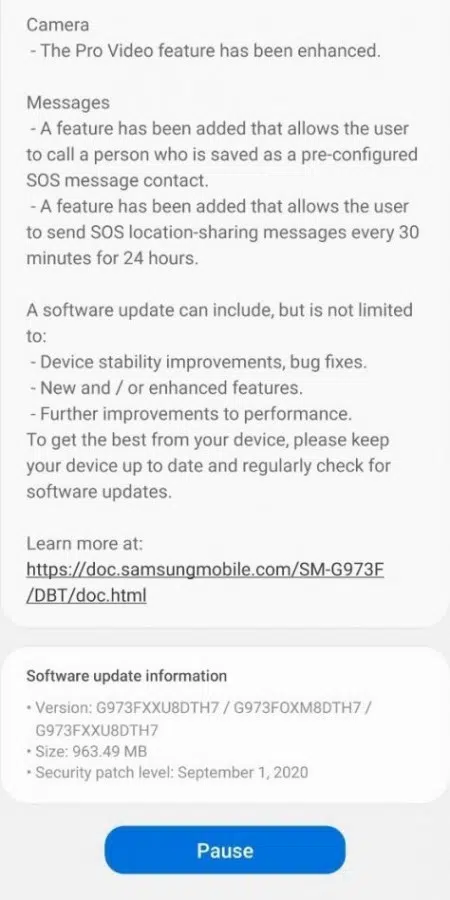 Camera
- The Pro Video feature has been enhanced.
Messages
- A feature has been added that allows the user
to call a person who is saved as a pre-configured
SOS message contact.
- A feature has been added that allows the user
to send SOS location-sharing messages every 30
minutes for 24 hours.
A software update can include, but is not limited
to:
- Device stability improvements, bug fixes.
- New and / or enhanced features.
- Further improvements to performance.
To get the best from your device, please keep
your device up to date and regularly check for
software updates.
Learn more at:
https://doc.samsungmobile.com/SM-G973F
/DBT/doc.html
Software update information
• Version: G973FXXU8DTH7 / G973FOXM8DTH7 /
G973FXXU8DTH7
• Size: 963.49 MB
• Security patch level: September 1, 2020
Pause